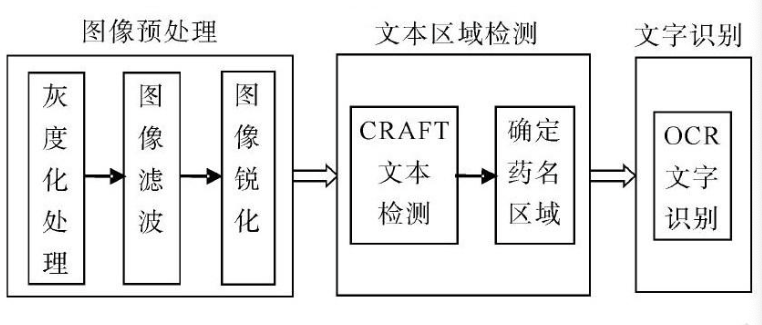 图像预处理
灰度化处理
图像滤波
图像锐化
文本区域检测
CRAFT
文本
检测
确定
药名
区域
文字识别
OCR
文字
识别